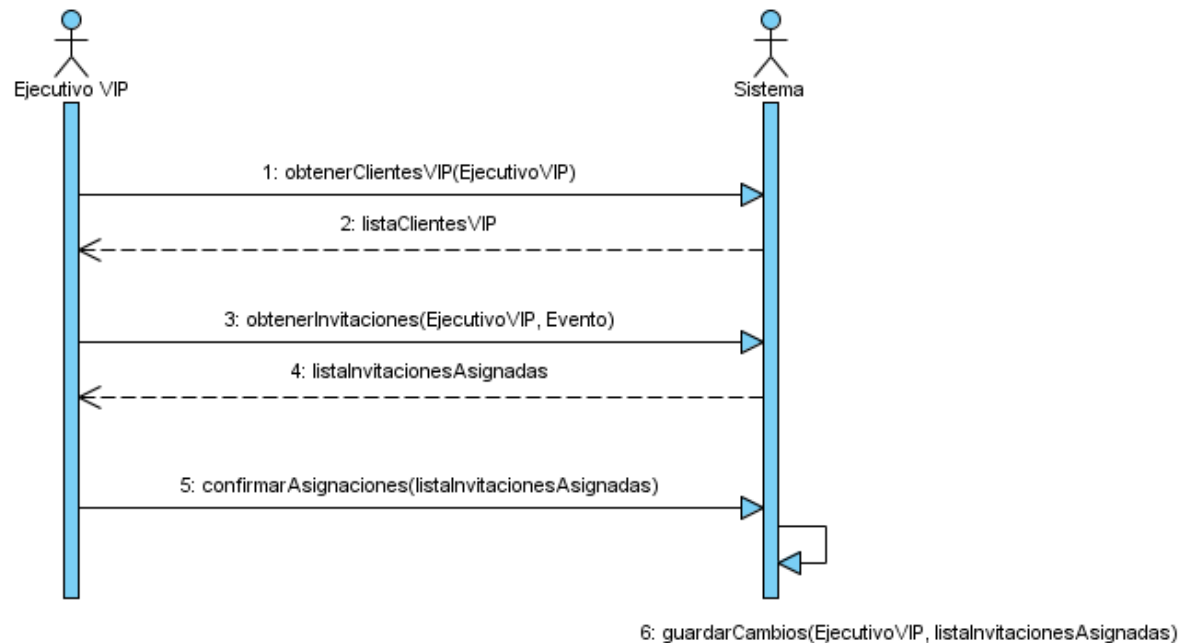 Ejecutivo VIP
Sistema
1: obtenerClientesVIP(EjecutivoVIP)
2: listaClientesVIP
3: obtenerInvitaciones(EjecutivoVIP, Evento)
4: listaInvitacionesAsignadas
5: confirmarAsignaciones(listaInvitacionesAsignadas)
6: guardarCambios(EjecutivoVIP, listaInvitacionesAsignadas)